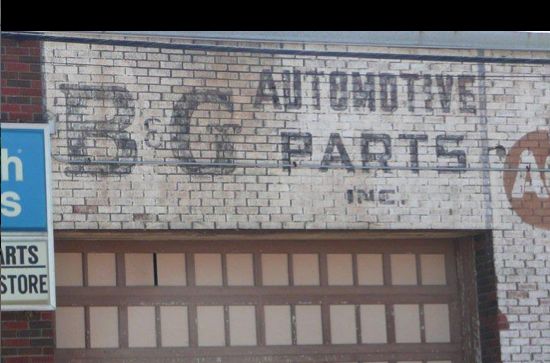 B & G AUTOMOTIVE
PARTS
INC.
h
s
ARTS
STORE
A